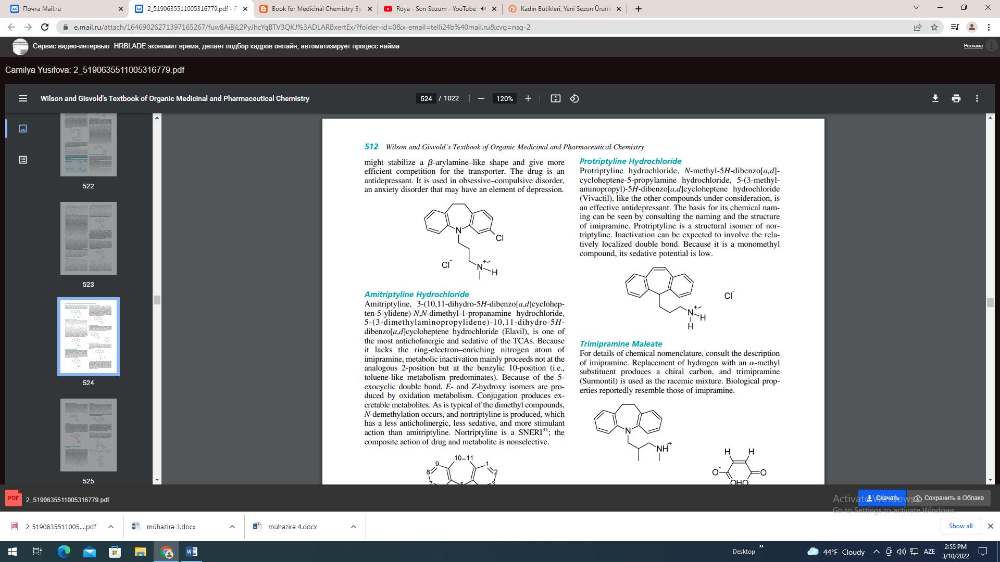 Почта Mail.ru
2_5190635511005316779.pdf - П
Book for Medicinal Chemistry By
Röya - Son Sözüm - YouTube
Kadın Butikleri, Yeni Sezon Ürünle
e.mail.ru/attach/16469026271397165267/fuw8Ai8jL2PyJhcYqBTV3QKJ%3ADLARBxertEx/?folder-id=0&x-email=telli24b%40mail.ru&cvg=nsg-2
Сервис видео-интервью HRBLADE экономит время, делает подбор кадров онлайн, автоматизирует процесс найма
Реклама
Camilya Yusifova: 2_5190635511005316779.pdf
Wilson and Gisvold's Textbook of Organic Medicinal and Pharmaceutical Chemistry
524 / 1022
120%
522
523
524
525
512 Wilson and Gisvold's Textbook of Organic Medicinal and Pharmaceutical Chemistry
might stabilize a β-arylamine–like shape and give more
efficient competition for the transporter. The drug is an
antidepressant. It is used in obsessive–compulsive disorder,
an anxiety disorder that may have an element of depression.
N
Cl
Cl-
N+
H
Amitriptyline Hydrochloride
Amitriptyline, 3-(10,11-dihydro-5H-dibenzo[a,d]cyclohep-
ten-5-ylidene)-N,N-dimethyl-1-propanamine hydrochloride,
5-(3-dimethylaminopropylidene)-10,11-dihydro-5H-
dibenzo[a,d]cycloheptene hydrochloride (Elavil), is one of
the most anticholinergic and sedative of the TCAs. Because
it lacks the ring-electron–enriching nitrogen atom of
imipramine, metabolic inactivation mainly proceeds not at the
analogous 2-position but at the benzylic 10-position (i.e.,
toluene-like metabolism predominates). Because of the 5-
exocyclic double bond, E- and Z-hydroxy isomers are pro-
duced by oxidation metabolism. Conjugation produces ex-
cretable metabolites. As is typical of the dimethyl compounds,
N-demethylation occurs, and nortriptyline is produced, which
has a less anticholinergic, less sedative, and more stimulant
action than amitriptyline. Nortriptyline is a SNERI31; the
composite action of drug and metabolite is nonselective.
10–11
9
1
8
2
7
5
3
Protriptyline Hydrochloride
Protriptyline hydrochloride, N-methyl-5H-dibenzo[a,d]-
cycloheptene-5-propylamine hydrochloride, 5-(3-methyl-
aminopropyl)-5H-dibenzo[a,d]cycloheptene hydrochloride
(Vivactil), like the other compounds under consideration, is
an effective antidepressant. The basis for its chemical nam-
ing can be seen by consulting the naming and the structure
of imipramine. Protriptyline is a structural isomer of nor-
triptyline. Inactivation can be expected to involve the rela-
tively localized double bond. Because it is a monomethyl
compound, its sedative potential is low.
Cl-
N+
H
H
Trimipramine Maleate
For details of chemical nomenclature, consult the description
of imipramine. Replacement of hydrogen with an α-methyl
substituent produces a chiral carbon, and trimipramine
(Surmontil) is used as the racemic mixture. Biological prop-
erties reportedly resemble those of imipramine.
N
NH+
H H
O- O
OHO
PDF
2_5190635511005316779.pdf
Скачать
Сохранить в Облако
Activate Windows
Go to Settings to activate Windows.
2_5190635511005....pdf
mühazirə 3.docx
mühazirə 4.docx
Show all
Desktop
44°F Cloudy
AZE
2:55 PM
3/10/2022